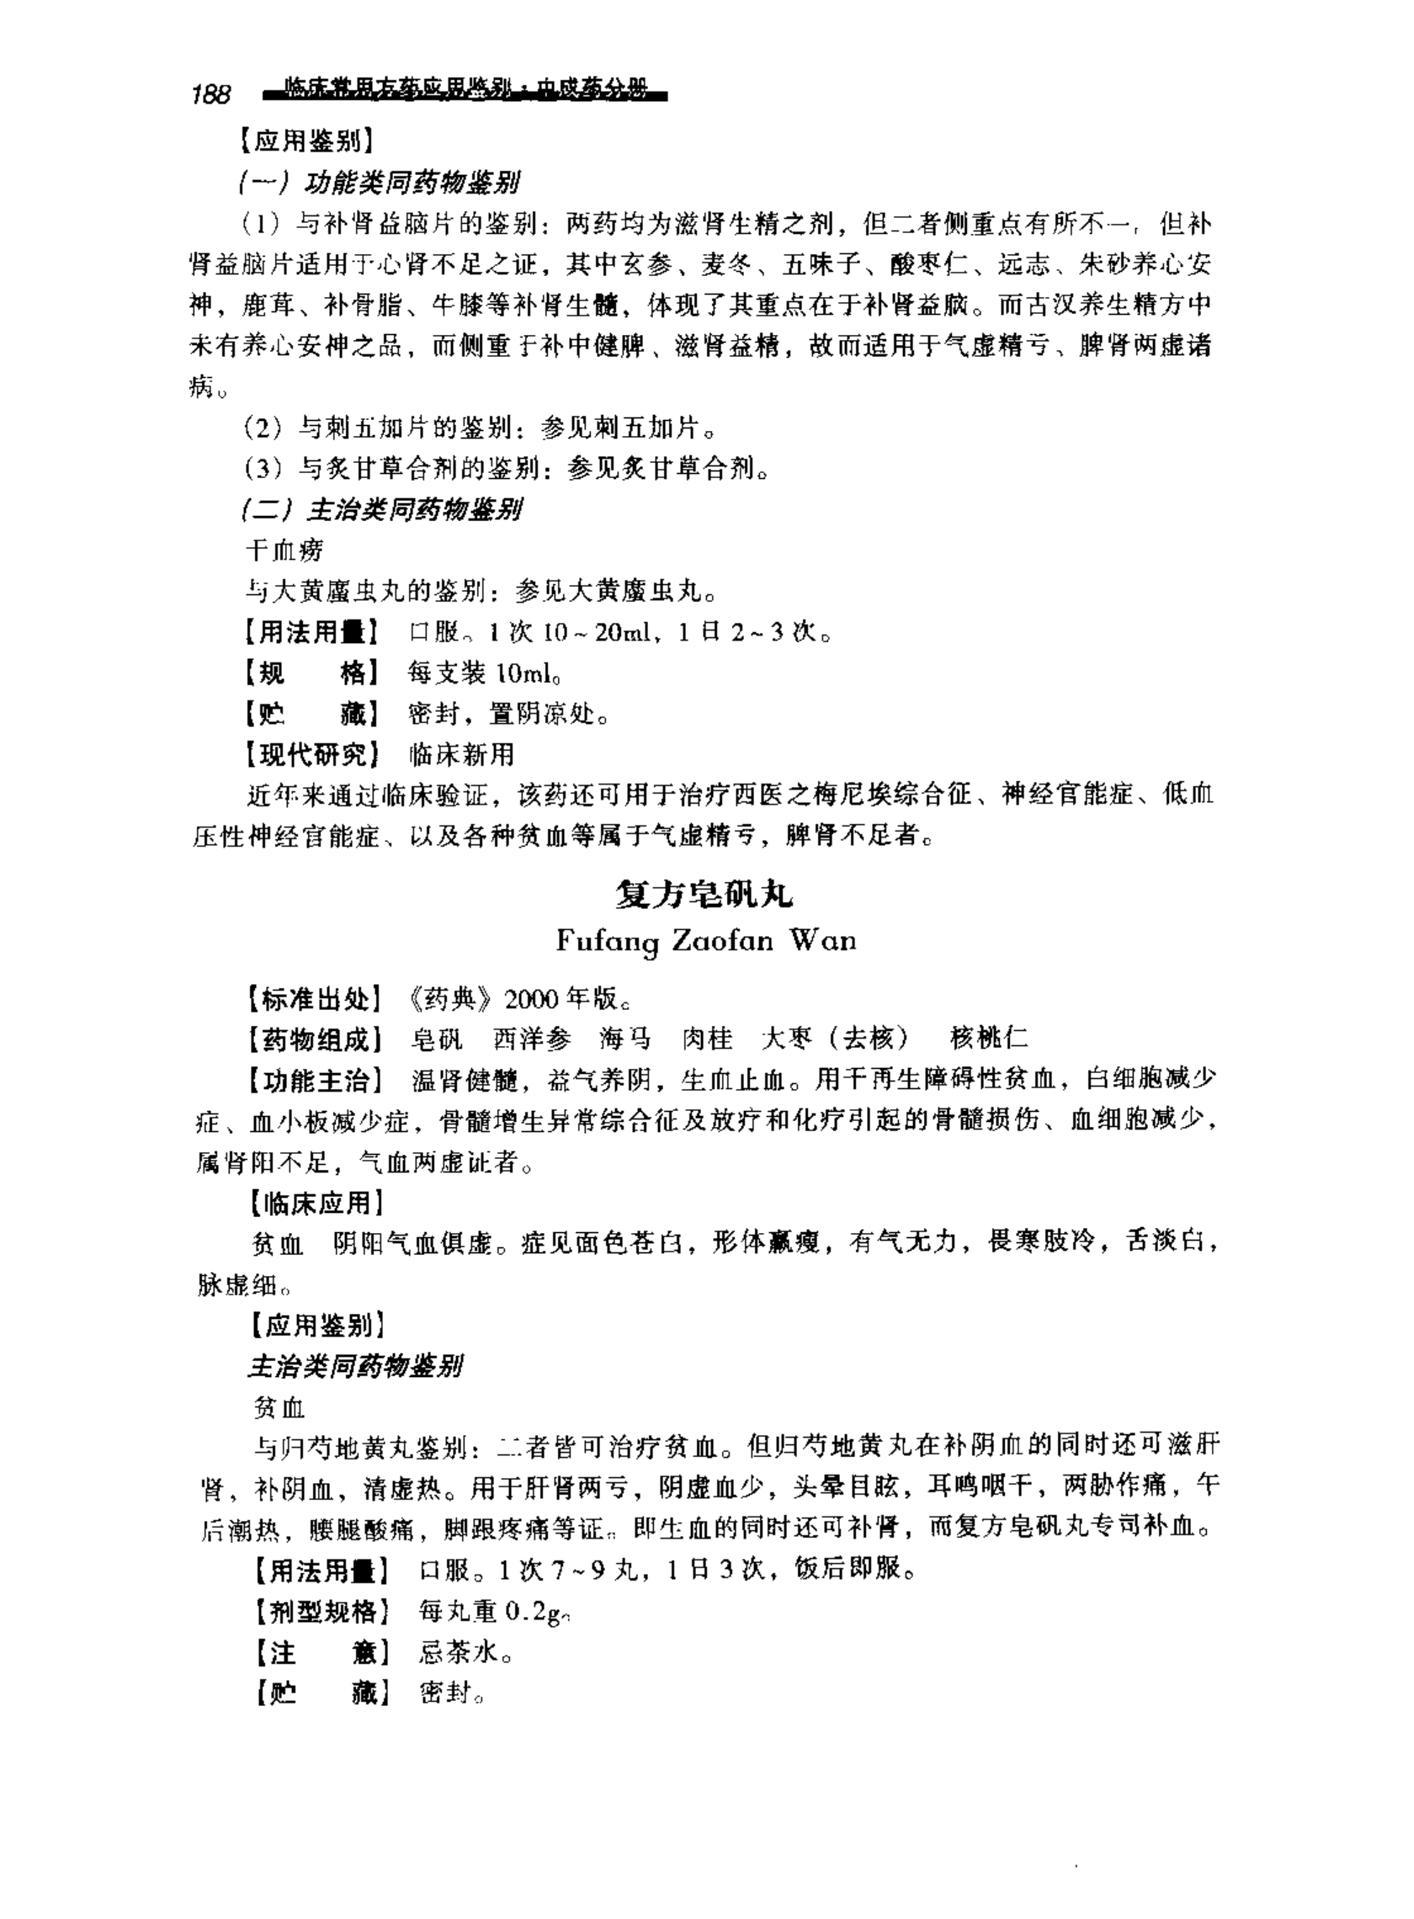 188 临床常用方药应用鉴别：中成药分册
【应用鉴别】
（一）功能类同药物鉴别
（1）与补肾益脑片的鉴别：两药均为滋肾生精之剂，但二者侧重点有所不一，但补
肾益脑片适用于心肾不足之证，其中玄参、麦冬、五味子、酸枣仁、远志、朱砂养心安
神，鹿茸、补骨脂、牛膝等补肾生髓，体现了其重点在于补肾益脑。而古汉养生精方中
未有养心安神之品，而侧重于补中健脾、滋肾益精，故而适用于气虚精亏、脾肾两虚诸
病。
（2）与刺五加片的鉴别：参见刺五加片。
（3）与炙甘草合剂的鉴别：参见炙甘草合剂。
（二）主治类同药物鉴别
干血痨
与大黄䗪虫丸的鉴别：参见大黄䗪虫丸。
【用法用量】 口服。1次10~20ml，1日2~3次。
【规　　格】 每支装10ml。
【贮　　藏】 密封，置阴凉处。
【现代研究】 临床新用
近年来通过临床验证，该药还可用于治疗西医之梅尼埃综合征、神经官能症、低血
压性神经官能症、以及各种贫血等属于气虚精亏，脾肾不足者。
复方皂矾丸
Fufang Zaofan Wan
【标准出处】《药典》2000年版。
【药物组成】 皂矾　西洋参　海马　肉桂　大枣（去核）　核桃仁
【功能主治】 温肾健髓，益气养阴，生血止血。用于再生障碍性贫血，白细胞减少
症、血小板减少症，骨髓增生异常综合征及放疗和化疗引起的骨髓损伤、血细胞减少，
属肾阳不足，气血两虚证者。
【临床应用】
贫血　阴阳气血俱虚。症见面色苍白，形体羸瘦，有气无力，畏寒肢冷，舌淡白，
脉虚细。
【应用鉴别】
主治类同药物鉴别
贫血
与归芍地黄丸鉴别：二者皆可治疗贫血。但归芍地黄丸在补阴血的同时还可滋肝
肾，补阴血，清虚热。用于肝肾两亏，阴虚血少，头晕目眩，耳鸣咽干，两胁作痛，午
后潮热，腰腿酸痛，脚跟疼痛等证。即生血的同时还可补肾，而复方皂矾丸专司补血。
【用法用量】 口服。1次7~9丸，1日3次，饭后即服。
【剂型规格】 每丸重0.2g。
【注　　意】 忌茶水。
【贮　　藏】 密封。